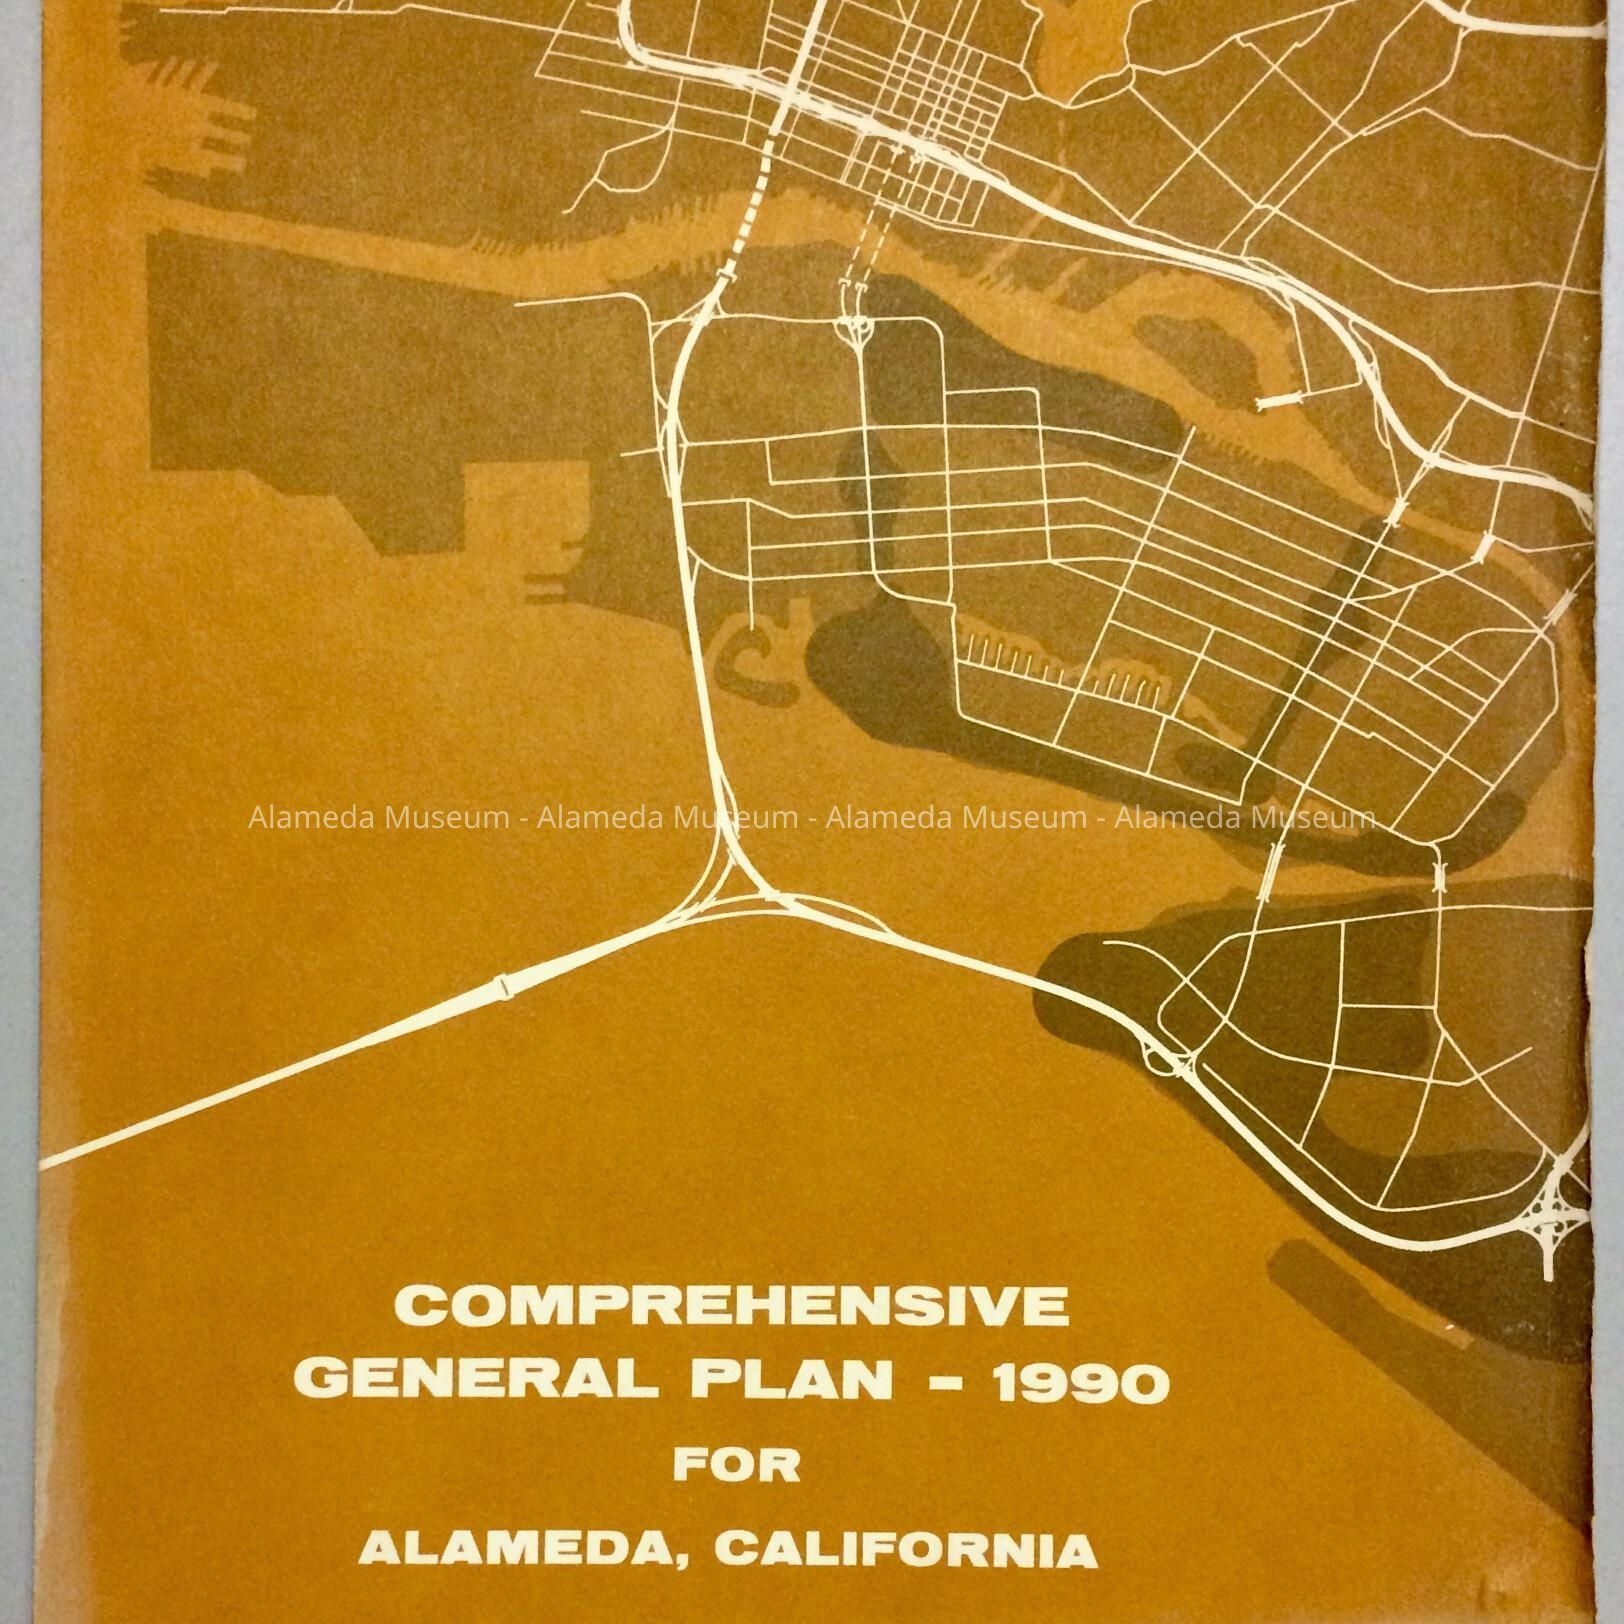 Alameda Museum - Alameda Museum - Alameda Museum - Alameda Museum
COMPREHENSIVE
GENERAL PLAN - 1990
FOR
ALAMEDA, CALIFORNIA